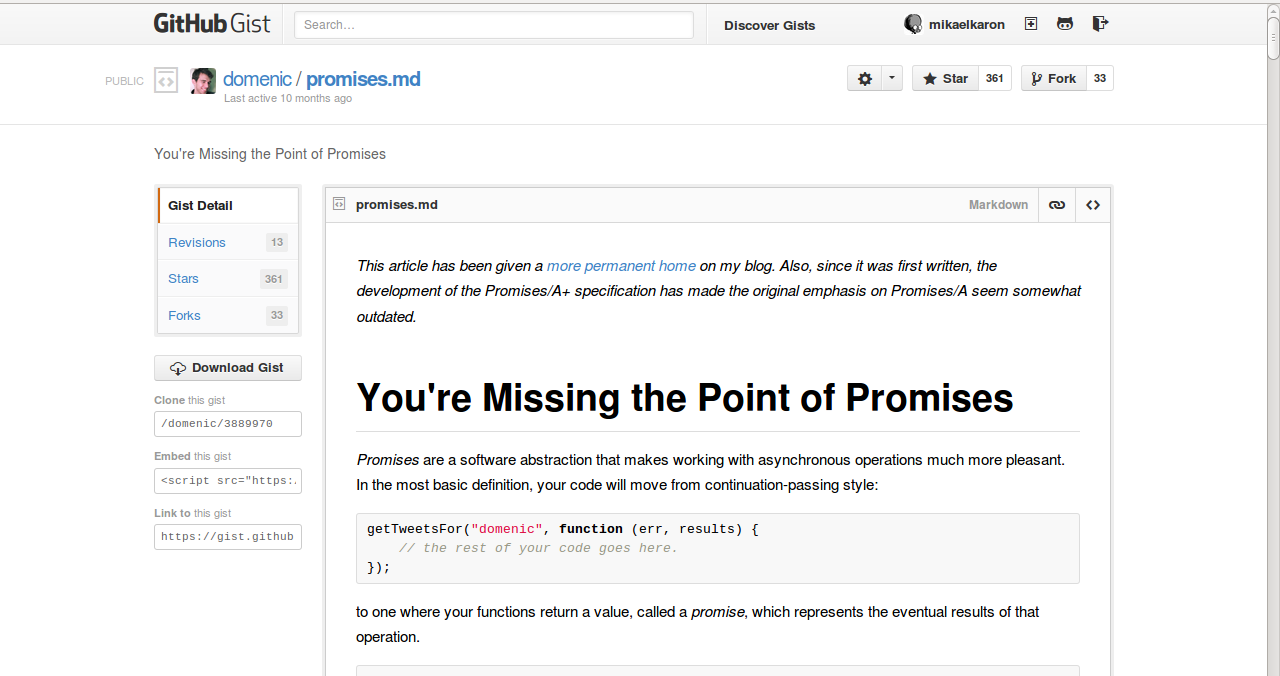 GitHub Gist
Search...
Discover Gists
mikaelkaron
PUBLIC
domenic / promises.md
Last active 10 months ago
Star 361
Fork 33
You're Missing the Point of Promises
Gist Detail
Revisions 13
Stars 361
Forks 33
Download Gist
Clone this gist
/domenic/3889970
Embed this gist
<script src="https:/
Link to this gist
https://gist.github
promises.md
Markdown
This article has been given a more permanent home on my blog. Also, since it was first written, the
development of the Promises/A+ specification has made the original emphasis on Promises/A seem somewhat
outdated.
You're Missing the Point of Promises
Promises are a software abstraction that makes working with asynchronous operations much more pleasant.
In the most basic definition, your code will move from continuation-passing style:
getTweetsFor("domenic", function (err, results) {
// the rest of your code goes here.
});
to one where your functions return a value, called a promise, which represents the eventual results of that
operation.